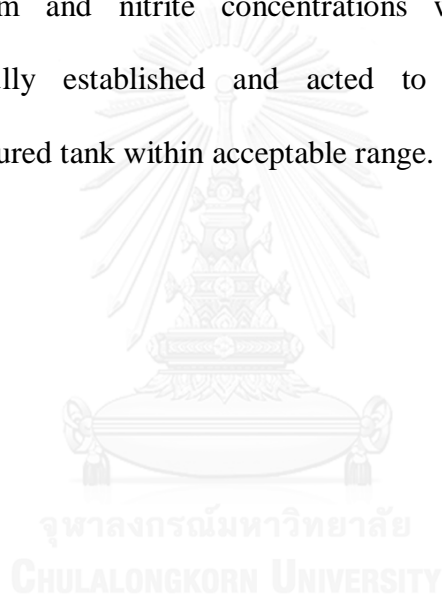 m and nitrite concentrations
lly established and acted to
ured tank within acceptable range.
จุฬาลงกรณ์มหาวิทยาลัย
CHULALONGKORN UNIVERSITY